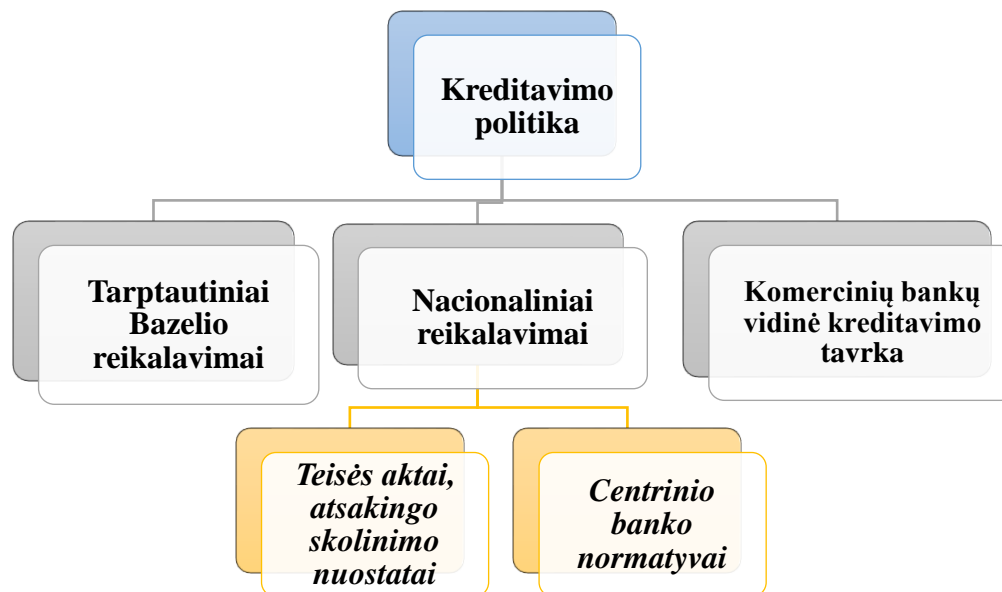 Kreditavimo
politika
Tarptautiniai
Bazelio
reikalavimai
Nacionaliniai
reikalavimai
Komercinių bankų
vidinė kreditavimo
tavrka
Teisės aktai,
atsakingo
skolinimo
nuostatai
Centrinio
banko
normatyvai